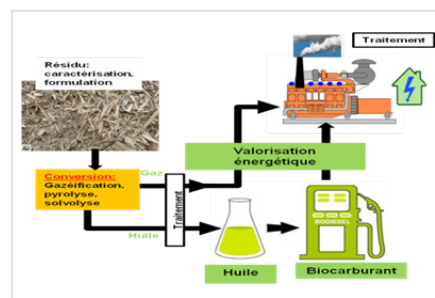 Traitement
Résidu:
caractérisation,
formulation
Valorisation
énergétique
Conversion:
Gazéification,
pyrolyse,
solvolyse
Gaz
Huile
Traitement
BIODIESEL
Huile
Biocarburant